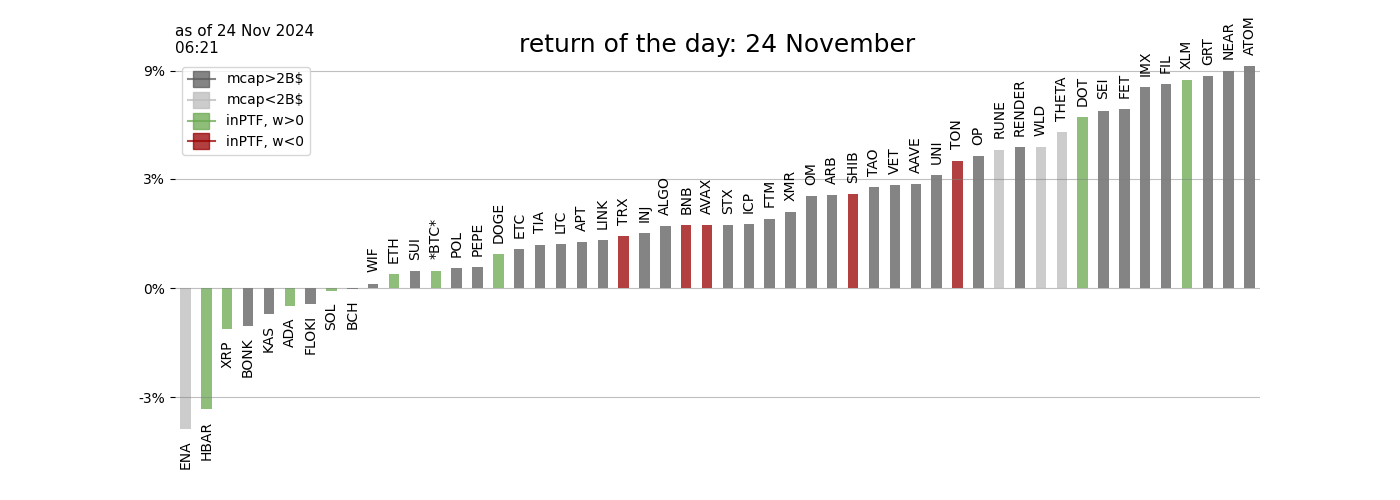 as of 24 Nov 2024
06:21
return of the day: 24 November
9%
3%
0%
-3%
mcap>2B$
mcap<2B$
inPTF, w>0
inPTF, w<0
ENA
HBAR
XRP
BONK
KAS
ADA
FLOKI
SOL
BCH
WIF
ETH
SUI
*BTC*
POL
PEPE
DOGE
ETC
TIA
LTC
APT
LINK
TRX
INJ
ALGO
BNB
AVAX
STX
ICP
FTM
XMR
OM
ARB
SHIB
TAO
VET
AAVE
UNI
TON
OP
RUNE
RENDER
WLD
THETA
DOT
SEI
FET
IMX
FIL
XLM
GRT
NEAR
ATOM